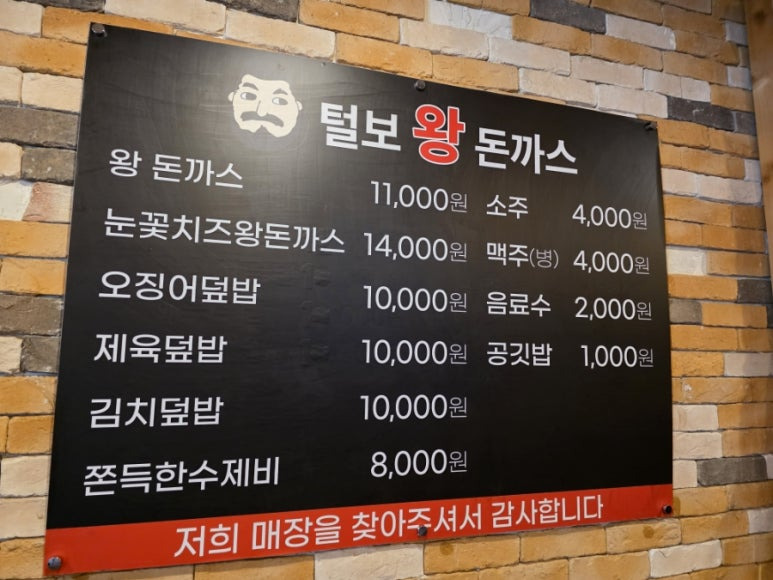 털보 왕 돈까스
왕 돈까스 11,000원
눈꽃치즈왕돈까스 14,000원
오징어덮밥 10,000원
제육덮밥 10,000원
김치덮밥 10,000원
쫀득한수제비 8,000원
소주 4,000원
맥주(병) 4,000원
음료수 2,000원
공깃밥 1,000원
저희 매장을 찾아주셔서 감사합니다